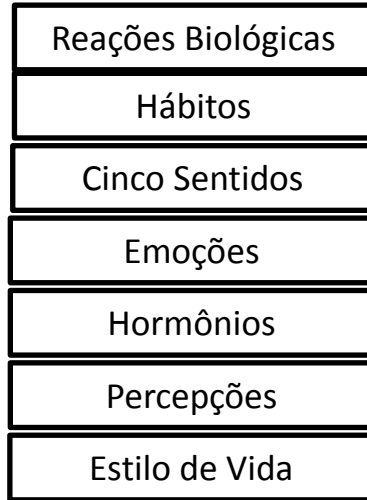 Reações Biológicas
Hábitos
Cinco Sentidos
Emoções
Hormônios
Percepções
Estilo de Vida